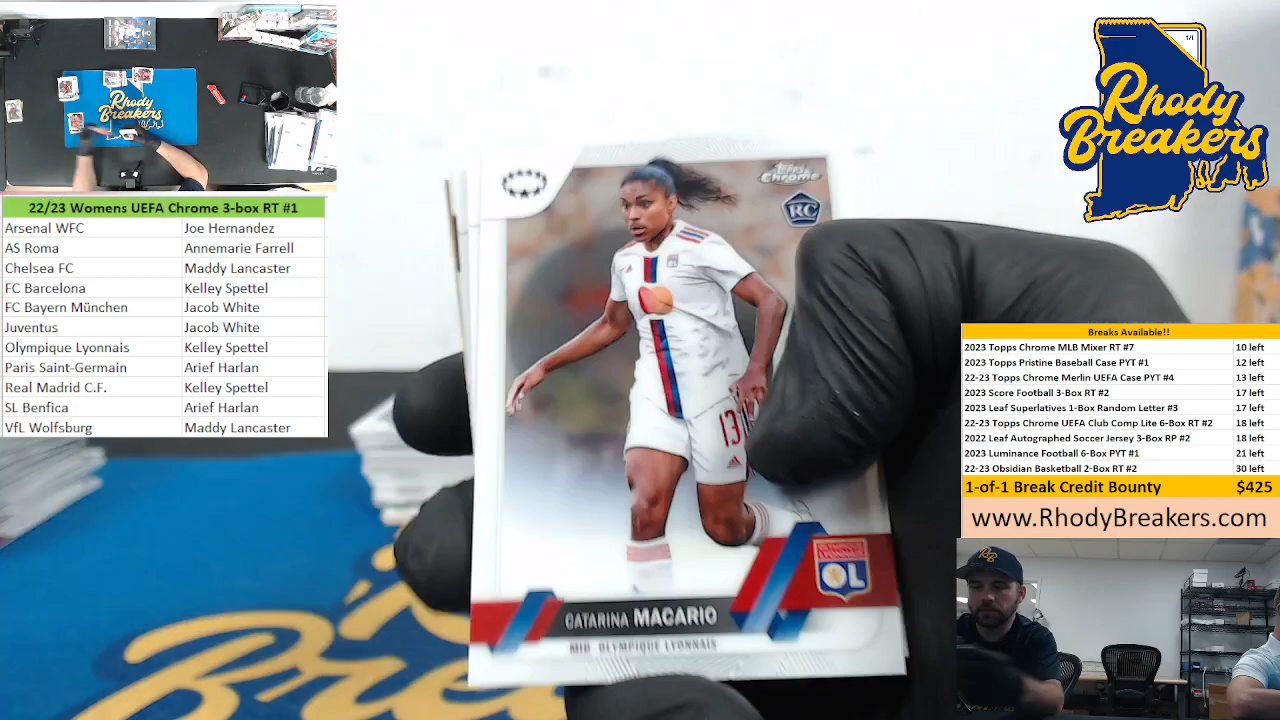 Rhody
Breakers
22/23 Womens UEFA Chrome 3-box RT #1
Arsenal WFC Joe Hernandez
AS Roma Annemarie Farrell
Chelsea FC Maddy Lancaster
FC Barcelona Kelley Spettel
FC Bayern München Jacob White
Juventus Jacob White
Olympique Lyonnais Kelley Spettel
Paris Saint-Germain Arief Harlan
Real Madrid C.F. Kelley Spettel
SL Benfica Arief Harlan
VfL Wolfsburg Maddy Lancaster
Topps
Chrome
RC
13
OL
CATARINA MACARIO
MID OLYMPIQUE LYONNAIS
1/1
Rhody
Breakers
Breaks Available!!
2023 Topps Chrome MLB Mixer RT #7 10 left
2023 Topps Pristine Baseball Case PYT #1 12 left
22-23 Topps Chrome Merlin UEFA Case PYT #4 13 left
2023 Score Football 3-Box RT #2 17 left
2023 Leaf Superlatives 1-Box Random Letter #3 17 left
22-23 Topps Chrome UEFA Club Comp Lite 6-Box RT #2 18 left
2022 Leaf Autographed Soccer Jersey 3-Box RP #2 18 left
2023 Luminance Football 6-Box PYT #1 21 left
22-23 Obsidian Basketball 2-Box RT #2 30 left
1-of-1 Break Credit Bounty $425
www.RhodyBreakers.com
RB